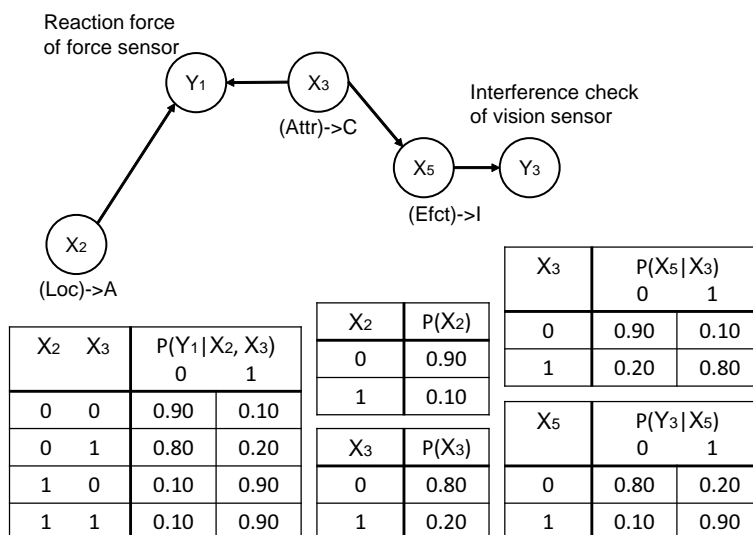 Reaction force
of force sensor
Y1
X3
(Attr)->C
Interference check
of vision sensor
X5
Y3
(Efct)->I
X2
(Loc)->A
X2 X3 P(Y1|X2, X3)
0 1
0 0 0.90 0.10
0 1 0.80 0.20
1 0 0.10 0.90
1 1 0.10 0.90
X2 P(X2)
0 0.90
1 0.10
X3 P(X3)
0 0.80
1 0.20
X3 P(X5|X3)
0 1
0 0.90 0.10
1 0.20 0.80
X5 P(Y3|X5)
0 1
0 0.80 0.20
1 0.10 0.90